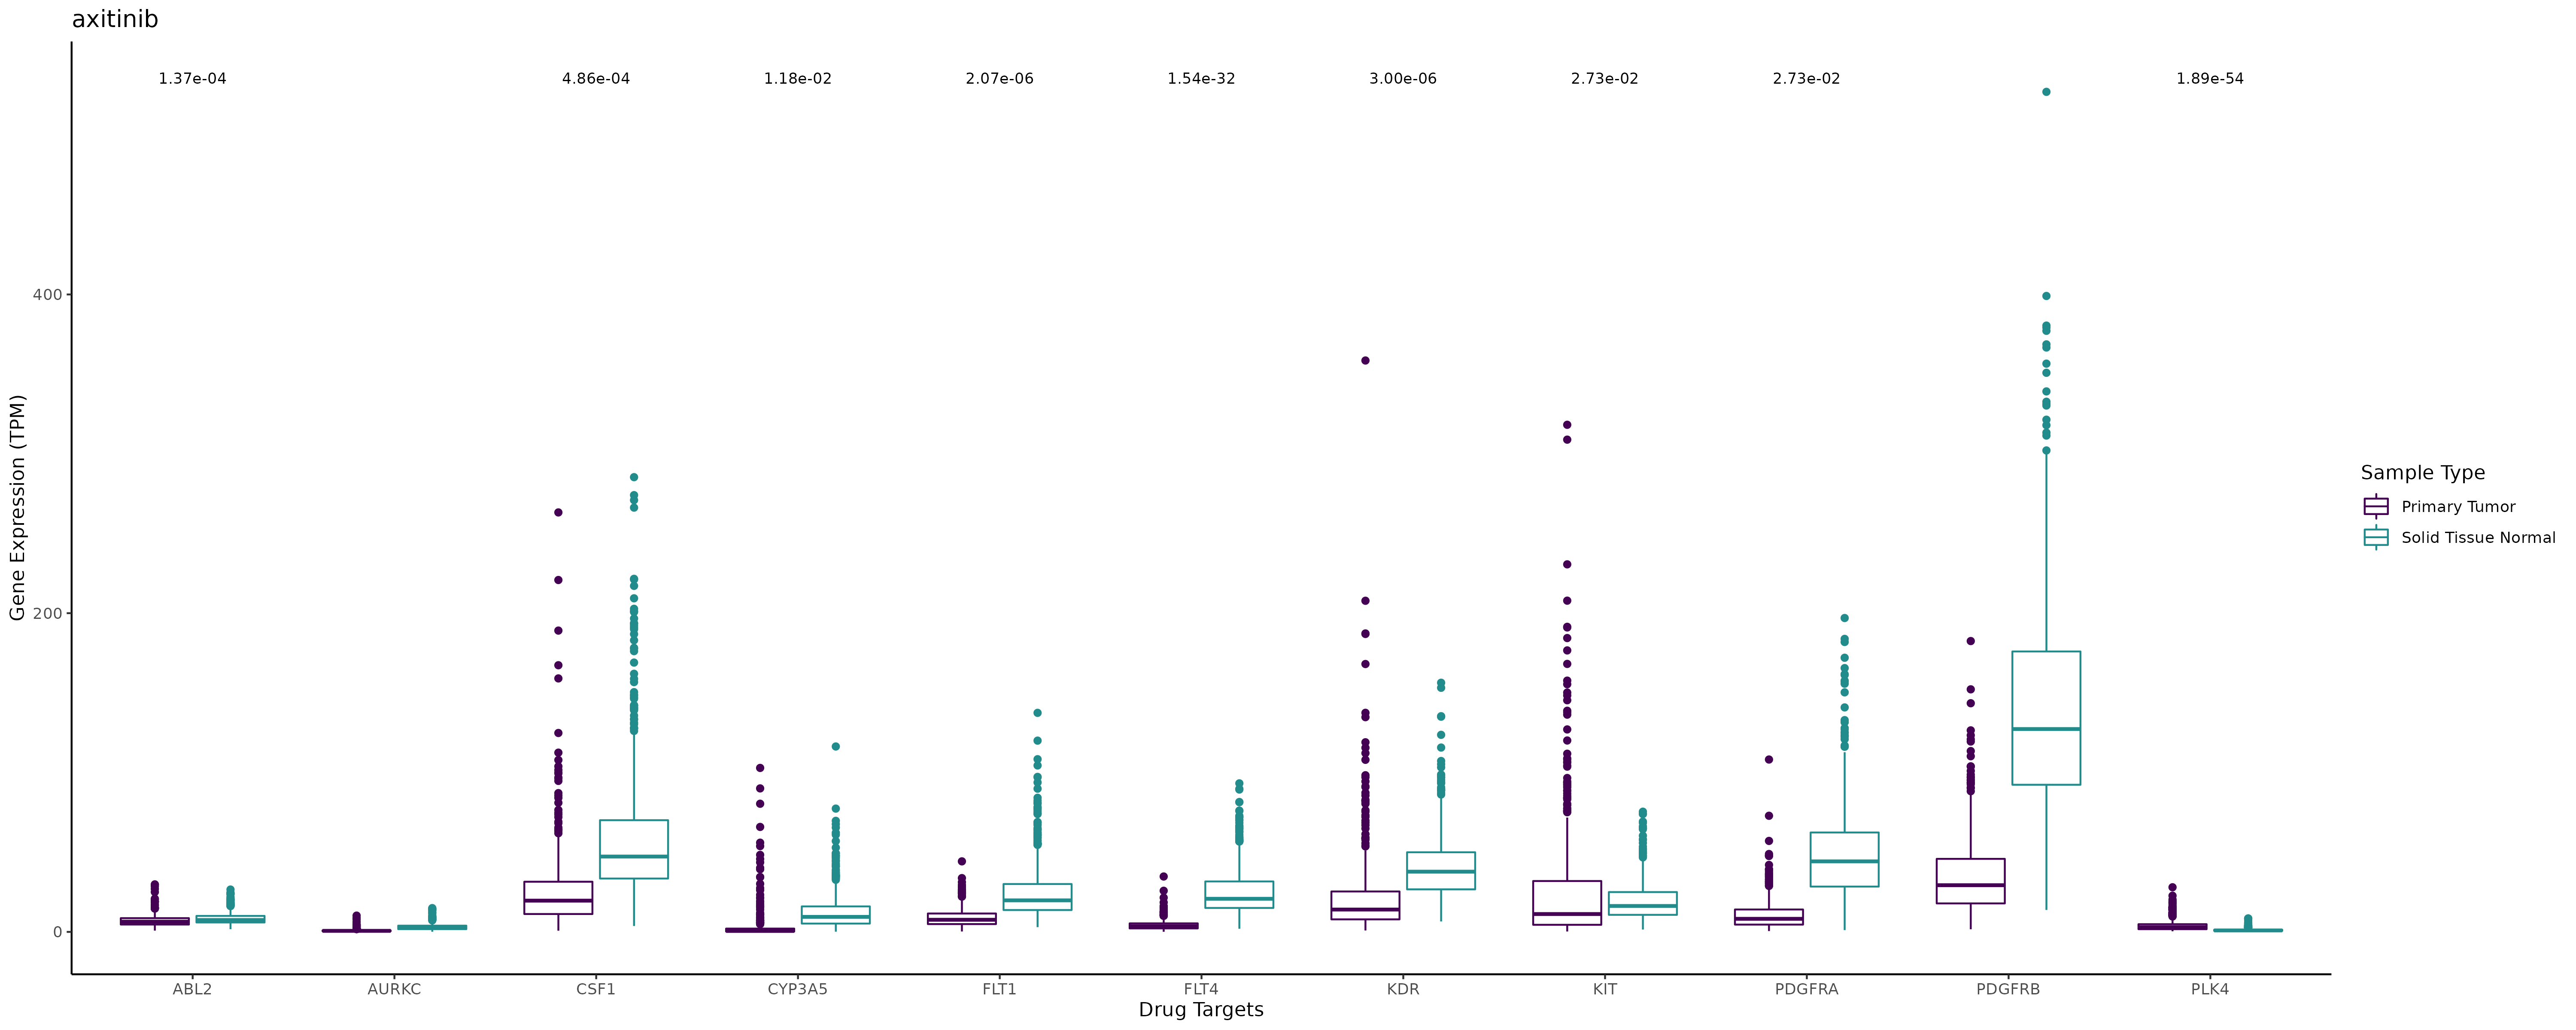 axitinib
1.37e-04 4.86e-04 1.18e-02 2.07e-06 1.54e-32 3.00e-06 2.73e-02 2.73e-02 1.89e-54
Gene Expression (TPM)
400
200
0
ABL2 AURKC CSF1 CYP3A5 FLT1 FLT4 KDR KIT PDGFRA PDGFRB PLK4
Drug Targets
Sample Type
Primary Tumor
Solid Tissue Normal